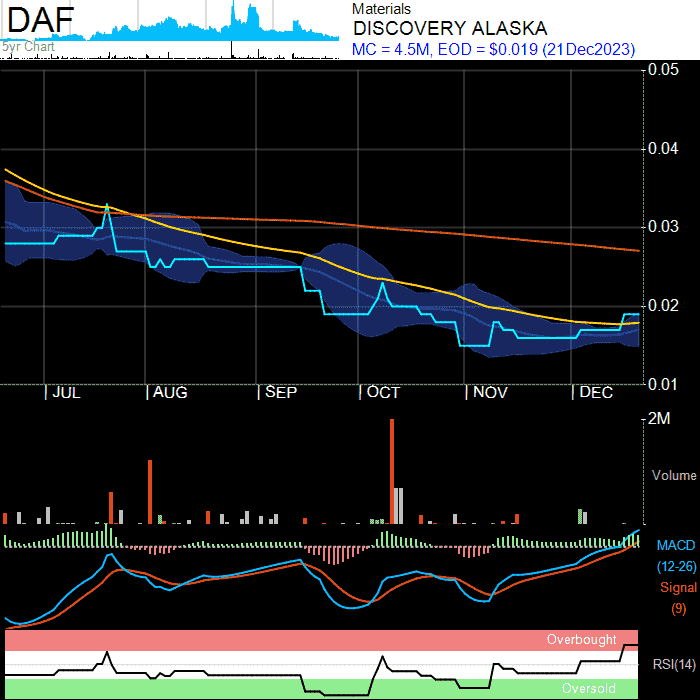 DAF
5yr Chart
Materials
DISCOVERY ALASKA
MC = 4.5M, EOD = $0.019 (21Dec2023)
0.05
0.04
0.03
0.02
0.01
JUL AUG SEP OCT NOV DEC
2M
Volume
MACD
(12-26)
Signal
(9)
Overbought
RSI(14)
Oversold